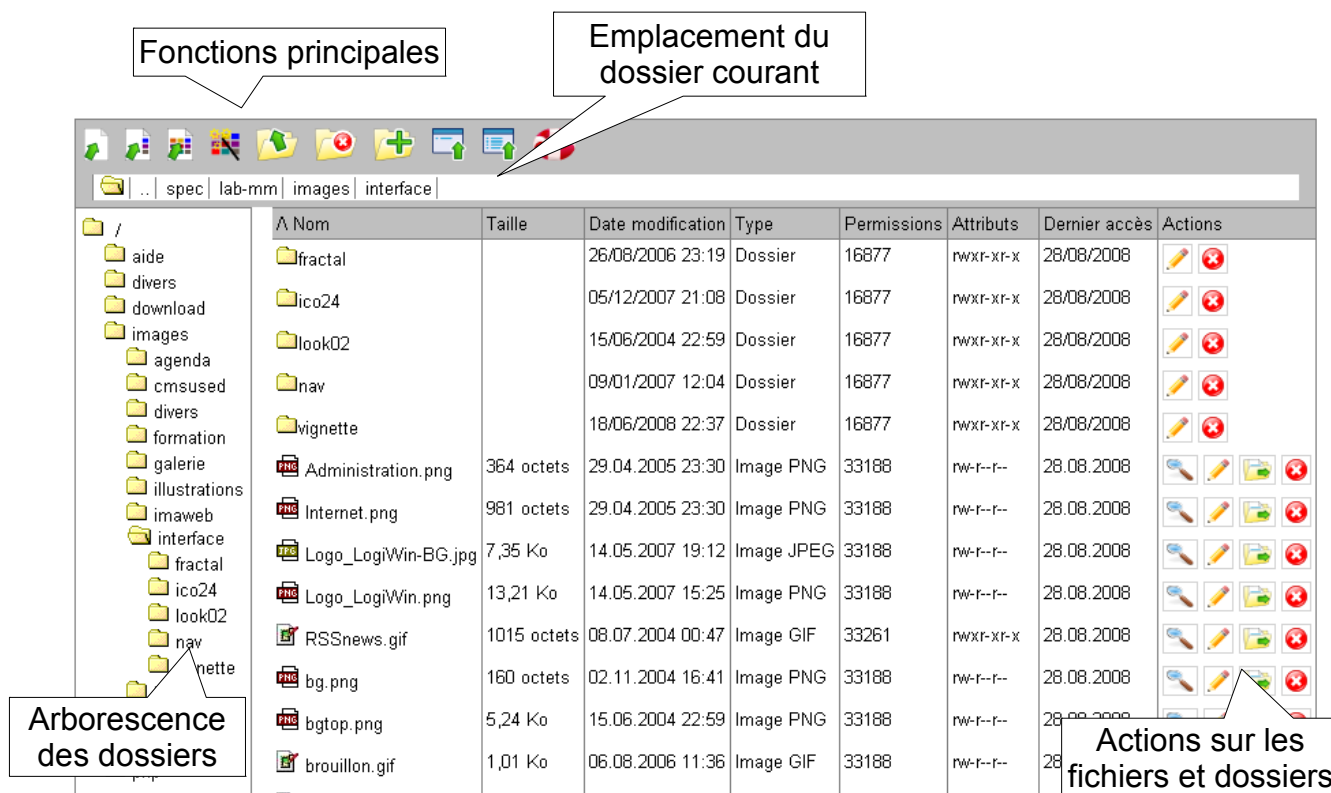 Fonctions principales
Emplacement du
dossier courant
.. spec lab-mm images interface
/
aide
divers
download
images
agenda
cmsused
divers
formation
galerie
illustrations
imaweb
interface
fractal
ico24
look02
nav
Λ Nom Taille Date modification Type Permissions Attributs Dernier accès Actions
fractal 26/08/2006 23:19 Dossier 16877 rwxr-xr-x 28/08/2008
ico24 05/12/2007 21:08 Dossier 16877 rwxr-xr-x 28/08/2008
look02 15/06/2004 22:59 Dossier 16877 rwxr-xr-x 28/08/2008
nav 09/01/2007 12:04 Dossier 16877 rwxr-xr-x 28/08/2008
vignette 18/06/2008 22:37 Dossier 16877 rwxr-xr-x 28/08/2008
PNG Administration.png 364 octets 29.04.2005 23:30 Image PNG 33188 rw-r--r-- 28.08.2008
PNG Internet.png 981 octets 29.04.2005 23:30 Image PNG 33188 rw-r--r-- 28.08.2008
JPG Logo_LogiWin-BG.jpg 7,35 Ko 14.05.2007 19:12 Image JPEG 33188 rw-r--r-- 28.08.2008
PNG Logo_LogiWin.png 13,21 Ko 14.05.2007 15:25 Image PNG 33188 rw-r--r-- 28.08.2008
RSSnews.gif 1015 octets 08.07.2004 00:47 Image GIF 33261 rwxr-xr-x 28.08.2008
PNG bg.png 160 octets 02.11.2004 16:41 Image PNG 33188 rw-r--r-- 28.08.2008
PNG bgtop.png 5,24 Ko 15.06.2004 22:59 Image PNG 33188 rw-r--r--
brouillon.gif 1,01 Ko 06.08.2006 11:36 Image GIF 33188 rw-r--r--
Arborescence
des dossiers
Actions sur les
fichiers et dossiers